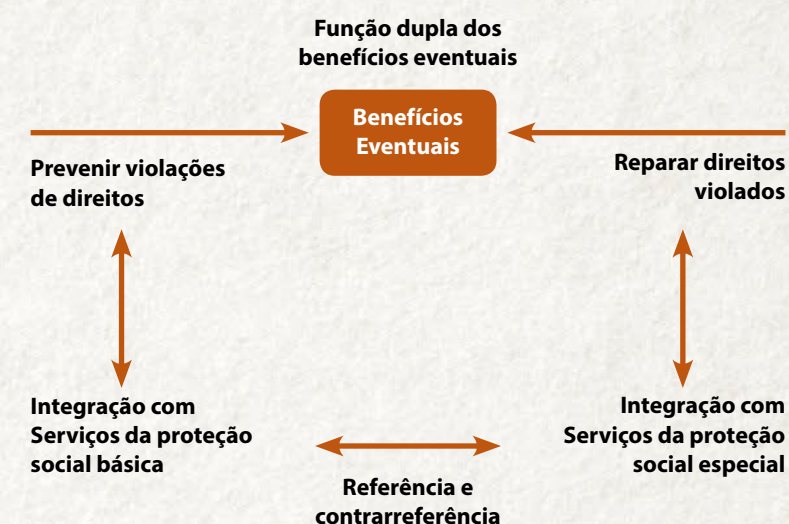 Função dupla dos
benefícios eventuais
Benefícios
Eventuais
Prevenir violações
de direitos
Reparar direitos
violados
Integração com
Serviços da proteção
social básica
Integração com
Serviços da proteção
social especial
Referência e
contrarreferência